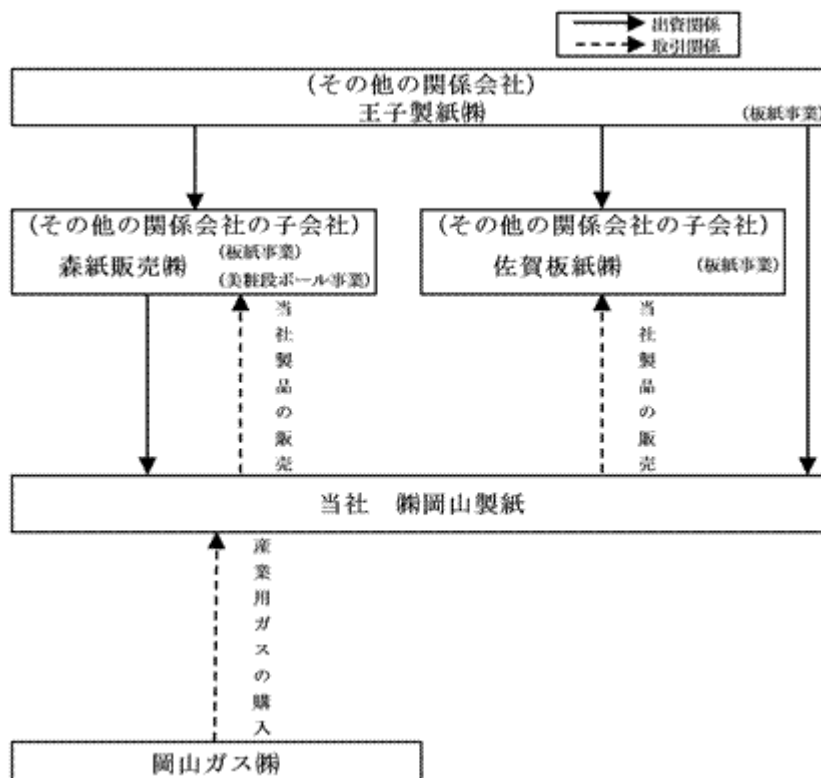 出資関係
取引関係
(その他の関係会社)
王子製紙㈱
(板紙事業)
(その他の関係会社の子会社)
森紙販売㈱
(板紙事業)
(美粧段ボール事業)
(その他の関係会社の子会社)
佐賀板紙㈱
(板紙事業)
当社製品の販売
当社製品の販売
当社 ㈱岡山製紙
産業用ガスの購入
岡山ガス㈱